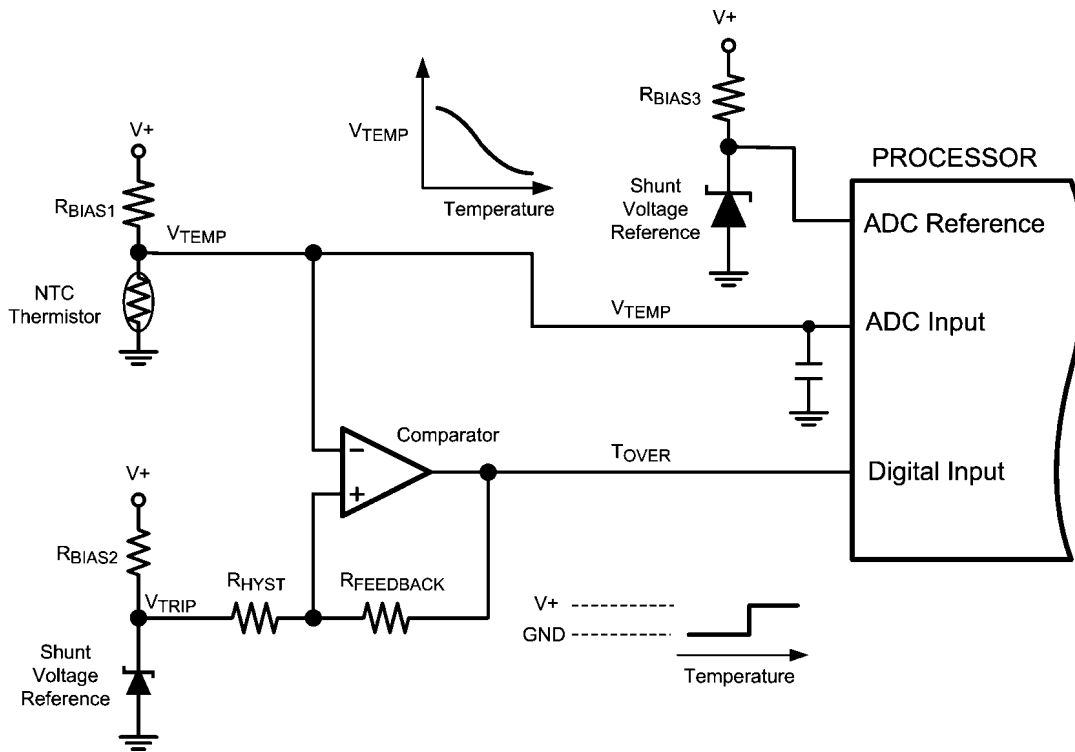 V+
RBIAS3
VTEMP
Temperature
V+
RBIAS1
VTEMP
NTC
Thermistor
Shunt
Voltage
Reference
PROCESSOR
ADC Reference
VTEMP
ADC Input
Comparator
−
+
TOVER
Digital Input
V+
RBIAS2
VTRIP
RHYST
RFEEDBACK
Shunt
Voltage
Reference
V+
GND
Temperature